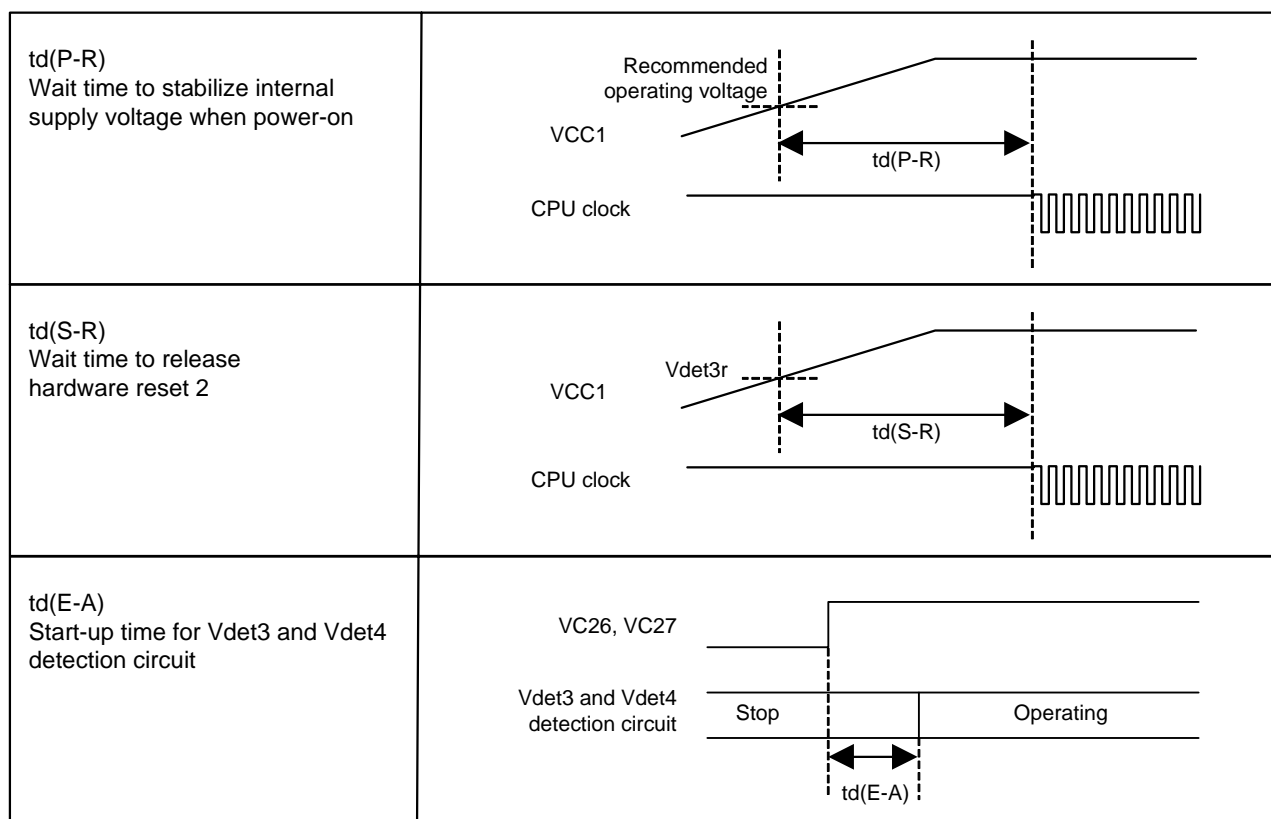 td(P-R)
Wait time to stabilize internal
supply voltage when power-on
Recommended
operating voltage
VCC1
td(P-R)
CPU clock
td(S-R)
Wait time to release
hardware reset 2
Vdet3r
VCC1
td(S-R)
CPU clock
td(E-A)
Start-up time for Vdet3 and Vdet4
detection circuit
VC26, VC27
Vdet3 and Vdet4
detection circuit
Stop
Operating
td(E-A)